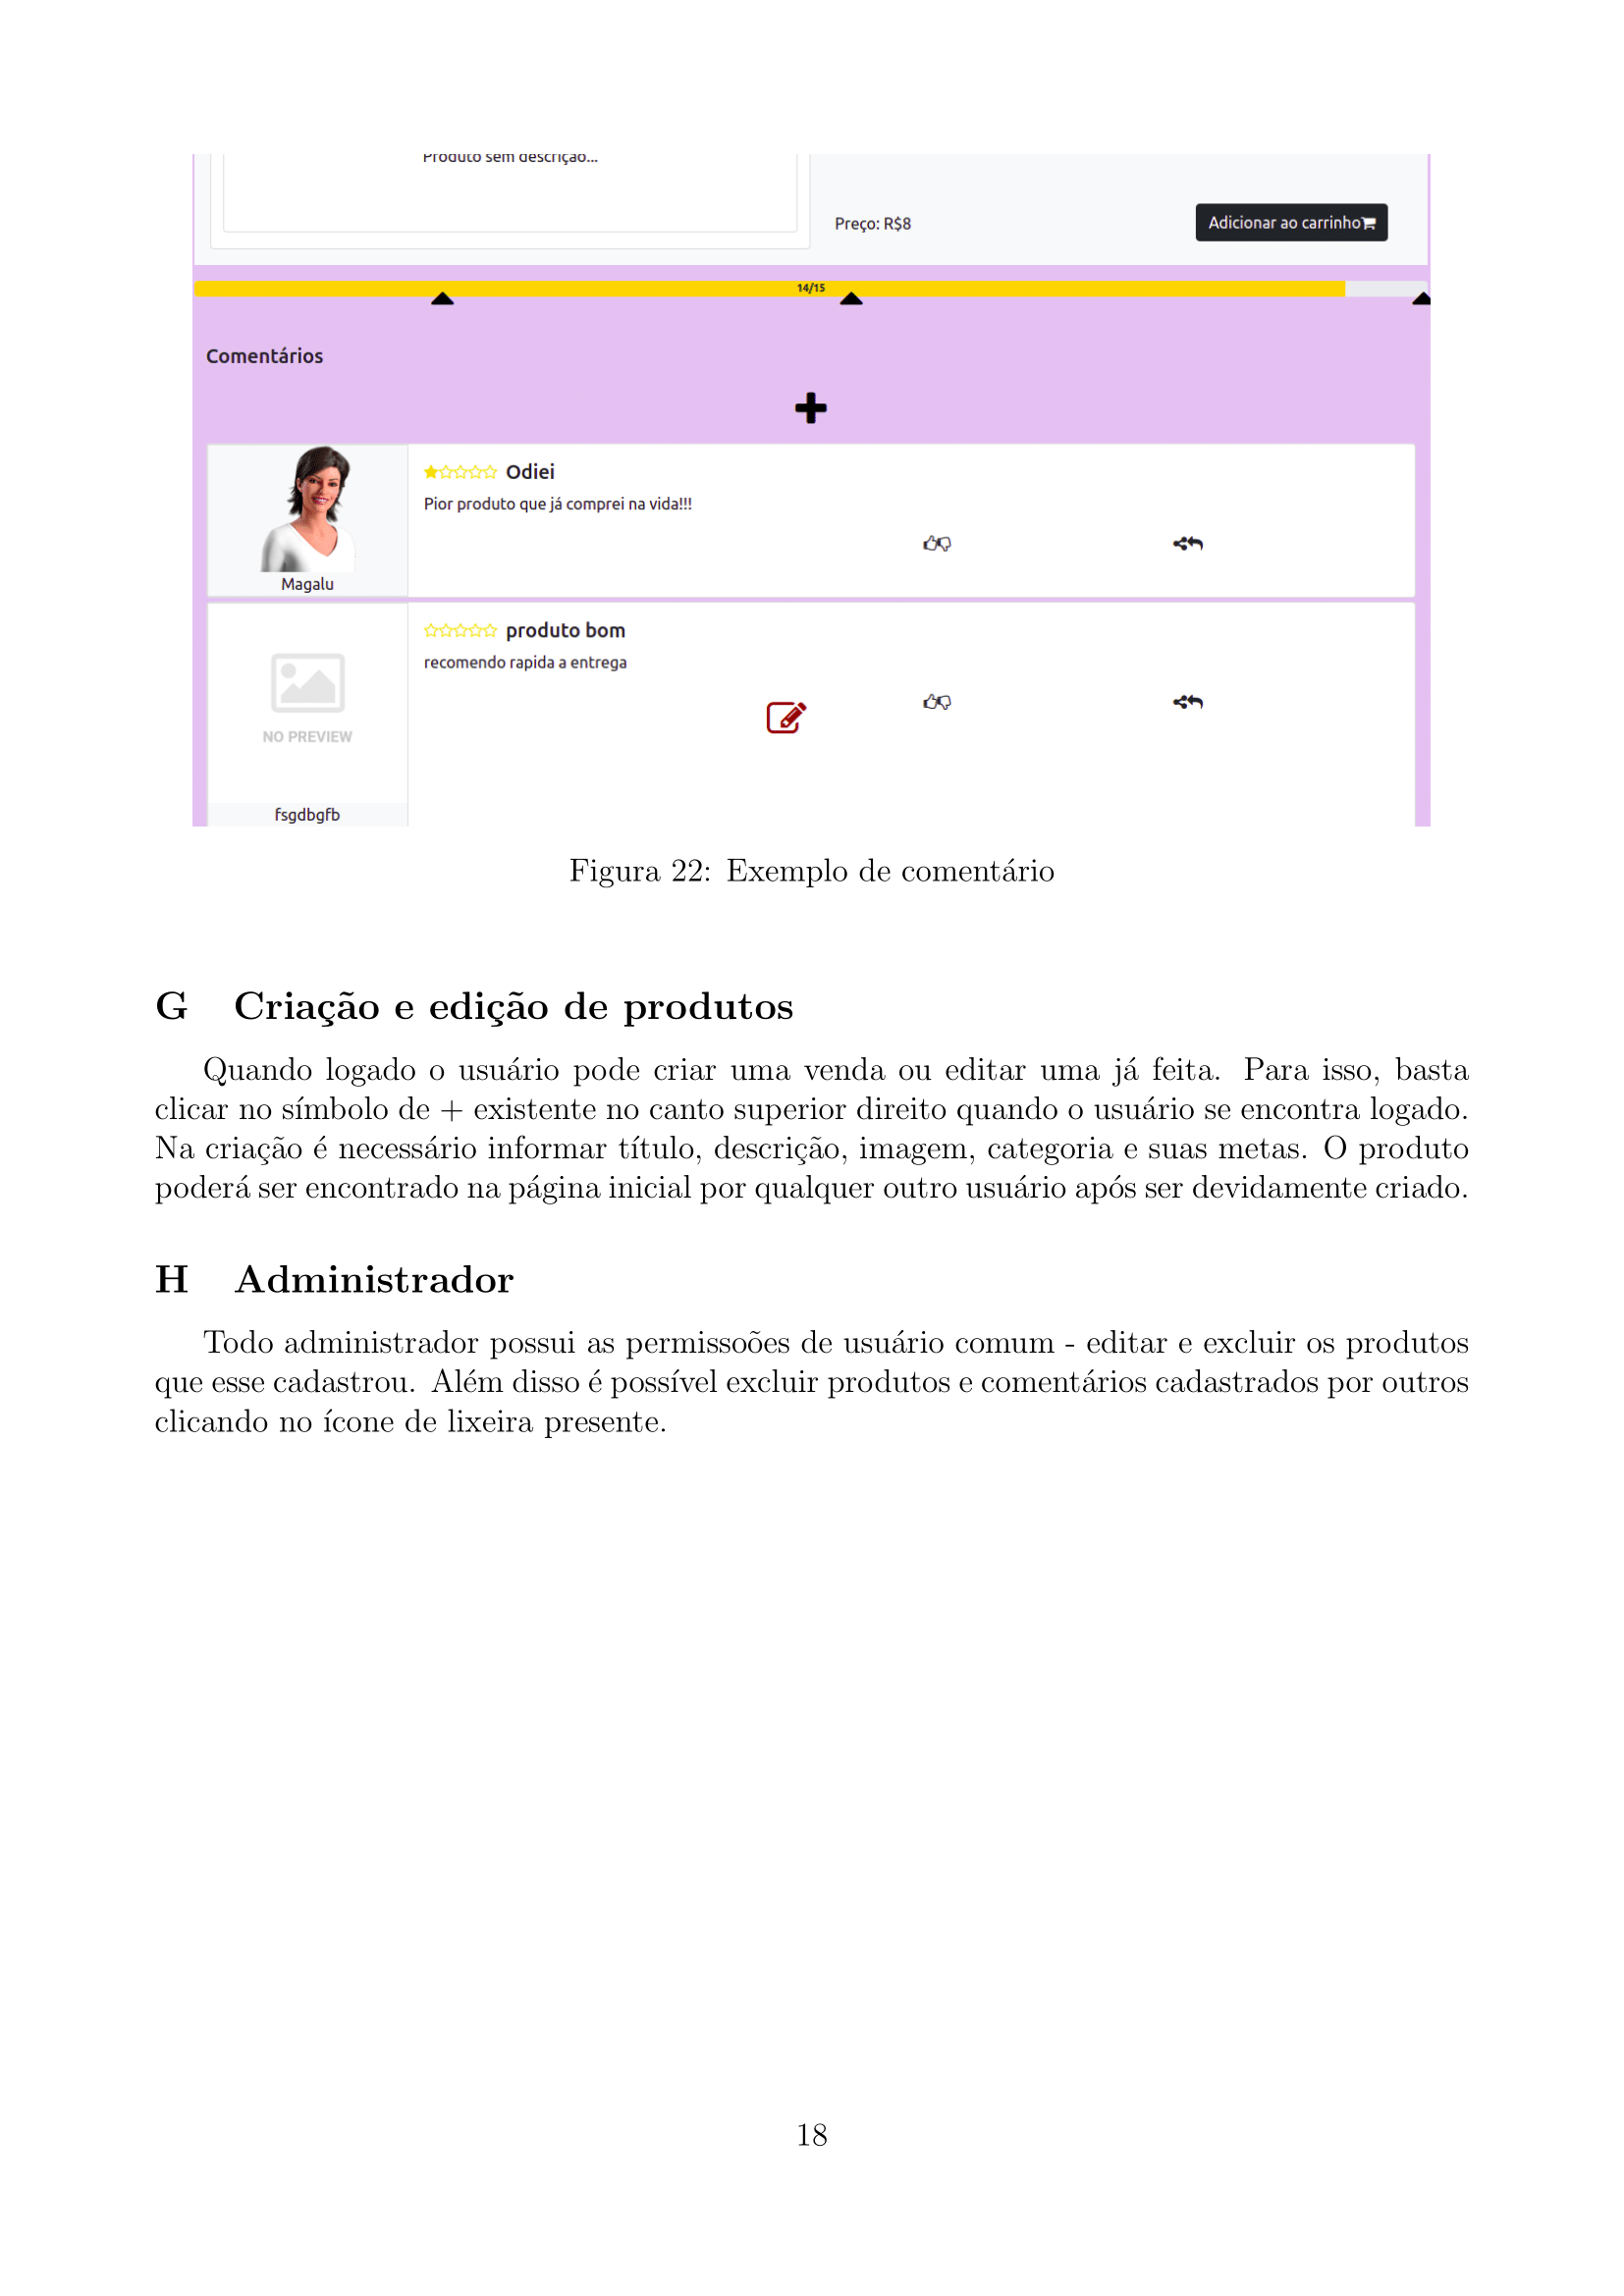 Produto sem descrição...
Preço: R$8
Adicionar ao carrinho
14/15
Comentários
Odiei
Pior produto que já comprei na vida!!!
Magalu
produto bom
recomendo rapida a entrega
NO PREVIEW
fsgdbgfb
Figura 22: Exemplo de comentário
G Criação e edição de produtos
Quando logado o usuário pode criar uma venda ou editar uma já feita. Para isso, basta
clicar no símbolo de + existente no canto superior direito quando o usuário se encontra logado.
Na criação é necessário informar título, descrição, imagem, categoria e suas metas. O produto
poderá ser encontrado na página inicial por qualquer outro usuário após ser devidamente criado.
H Administrador
Todo administrador possui as permissoões de usuário comum - editar e excluir os produtos
que esse cadastrou. Além disso é possível excluir produtos e comentários cadastrados por outros
clicando no ícone de lixeira presente.
18